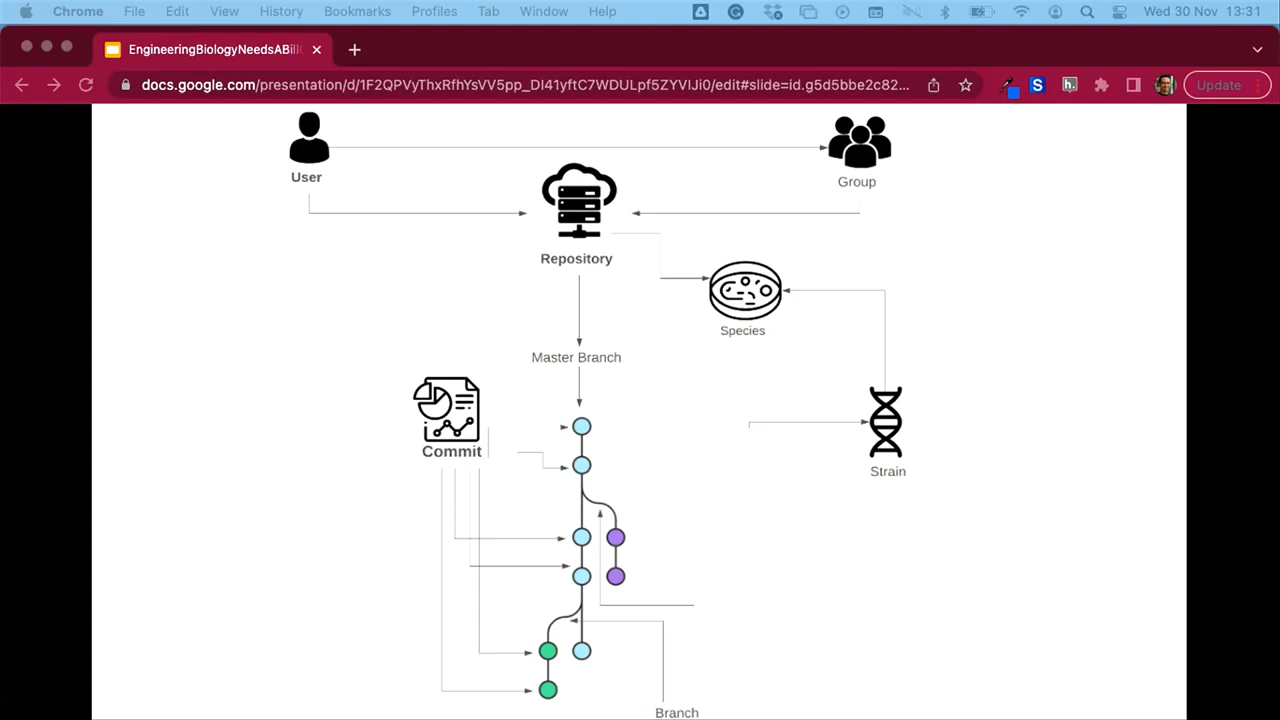 Chrome File Edit View History Bookmarks Profiles Tab Window Help Wed 30 Nov 13:31
EngineeringBiologyNeedsABill
docs.google.com/presentation/d/1F2QPVyThxRfhYsVV5pp_DI41yftC7WDULpf5ZYVIJi0/edit#slide=id.g5d5bbe2c82... Update
User
Group
Repository
Species
Master Branch
Commit
Strain
Branch